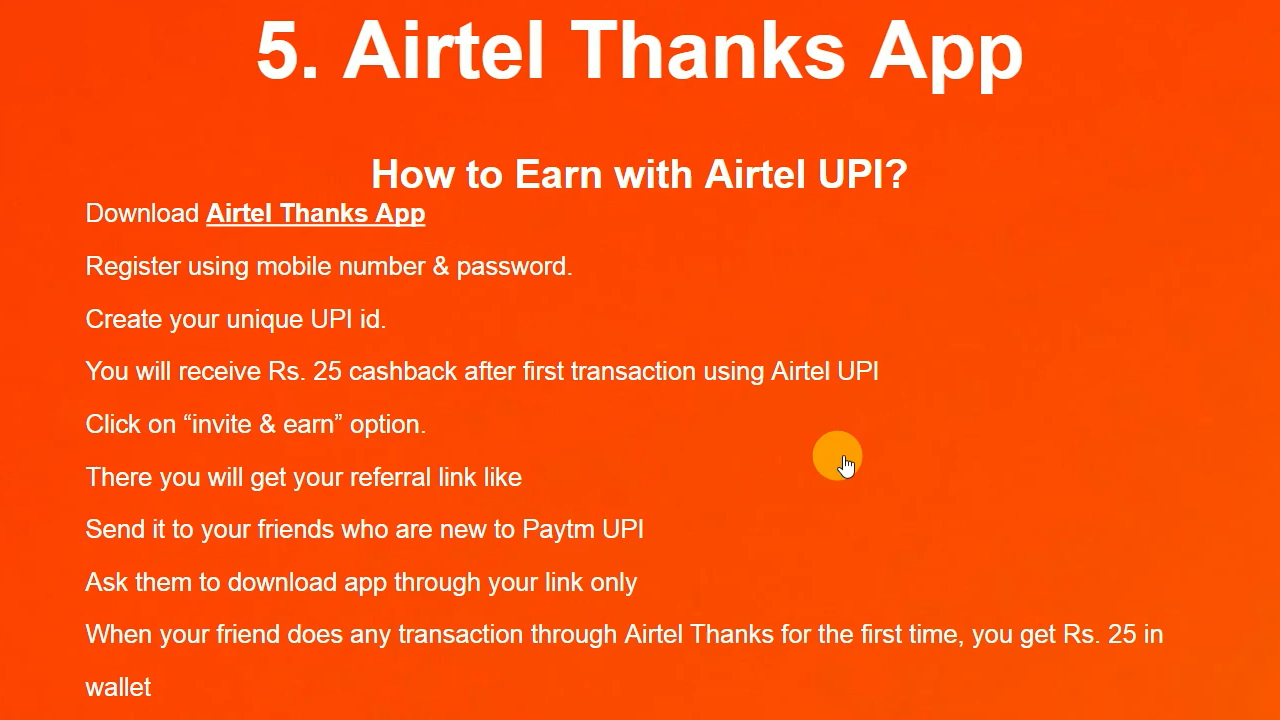 5. Airtel Thanks App
How to Earn with Airtel UPI?
Download Airtel Thanks App
Register using mobile number & password.
Create your unique UPI id.
You will receive Rs. 25 cashback after first transaction using Airtel UPI
Click on “invite & earn” option.
There you will get your referral link like
Send it to your friends who are new to Paytm UPI
Ask them to download app through your link only
When your friend does any transaction through Airtel Thanks for the first time, you get Rs. 25 in
wallet